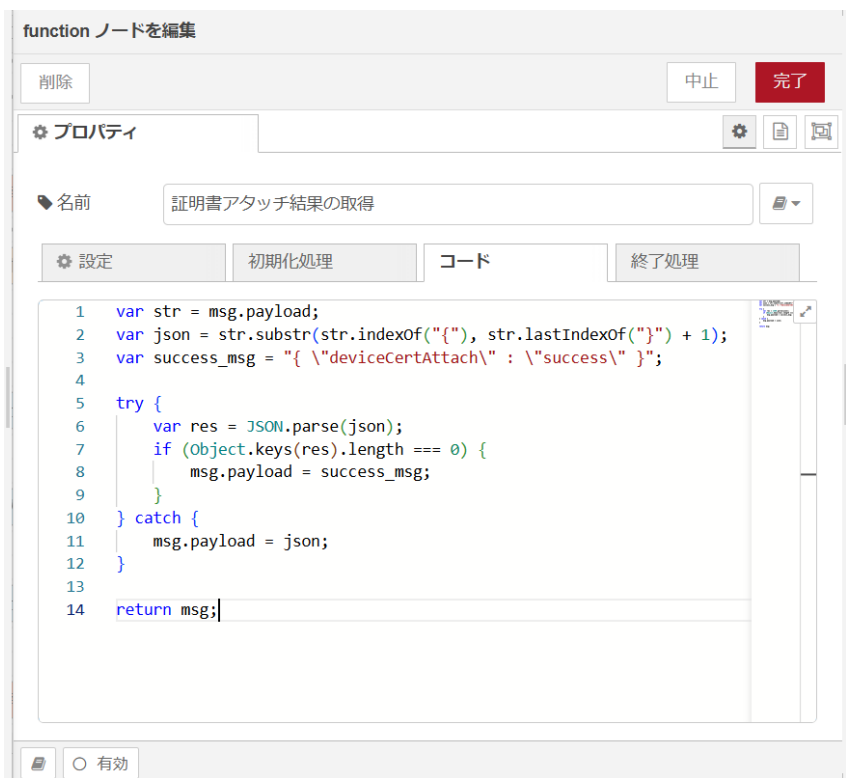 function ノードを編集
削除 中止 完了
プロパティ
名前 証明書アタッチ結果の取得
設定 初期化処理 コード 終了処理
1 var str = msg.payload;
2 var json = str.substr(str.indexOf("{"), str.lastIndexOf("}") + 1);
3 var success_msg = "{ \"deviceCertAttach\" : \"success\" }";
4
5 try {
6     var res = JSON.parse(json);
7     if (Object.keys(res).length === 0) {
8         msg.payload = success_msg;
9     }
10 } catch {
11     msg.payload = json;
12 }
13
14 return msg;
有効